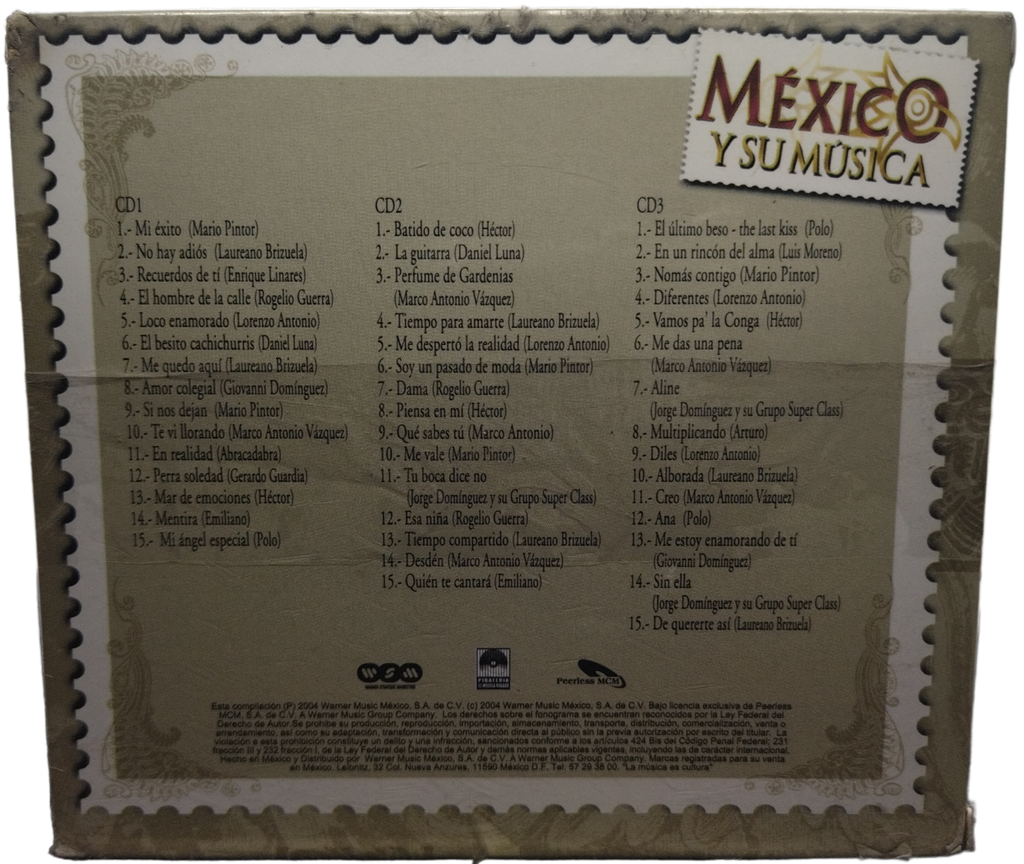 MÉXICO
Y SU MÚSICA
CD1
1.- Mi éxito (Mario Pintor)
2.- No hay adiós (Laureano Brizuela)
3.- Recuerdos de tí (Enrique Linares)
4.- El hombre de la calle (Rogelio Guerra)
5.- Loco enamorado (Lorenzo Antonio)
6.- El besito cachichurris (Daniel Luna)
7.- Me quedo aquí (Laureano Brizuela)
8.- Amor colegial (Giovanni Domínguez)
9.- Si nos dejan (Mario Pintor)
10.- Te vi llorando (Marco Antonio Vázquez)
11.- En realidad (Abracadabra)
12.- Perra soledad (Gerardo Guardia)
13.- Mar de emociones (Héctor)
14.- Mentira (Emiliano)
15.- Mi ángel especial (Polo)
CD2
1.- Batido de coco (Héctor)
2.- La guitarra (Daniel Luna)
3.- Perfume de Gardenias
(Marco Antonio Vázquez)
4.- Tiempo para amarte (Laureano Brizuela)
5.- Me despertó la realidad (Lorenzo Antonio)
6.- Soy un pasado de moda (Mario Pintor)
7.- Dama (Rogelio Guerra)
8.- Piensa en mí (Héctor)
9.- Qué sabes tú (Marco Antonio)
10.- Me vale (Mario Pintor)
11.- Tu boca dice no
(Jorge Domínguez y su Grupo Super Class)
12.- Esa niña (Rogelio Guerra)
13.- Tiempo compartido (Laureano Brizuela)
14.- Desdén (Marco Antonio Vázquez)
15.- Quién te cantará (Emiliano)
CD3
1.- El último beso - the last kiss (Polo)
2.- En un rincón del alma (Luis Moreno)
3.- Nomás contigo (Mario Pintor)
4.- Diferentes (Lorenzo Antonio)
5.- Vamos pa' la Conga (Héctor)
6.- Me das una pena
(Marco Antonio Vázquez)
7.- Aline
(Jorge Domínguez y su Grupo Super Class)
8.- Multiplicando (Arturo)
9.- Diles (Lorenzo Antonio)
10.- Alborada (Laureano Brizuela)
11.- Creo (Marco Antonio Vázquez)
12.- Ana (Polo)
13.- Me estoy enamorando de tí
(Giovanni Domínguez)
14.- Sin ella
(Jorge Domínguez y su Grupo Super Class)
15.- De quererte así (Laureano Brizuela)
WSM
PIRATERIA
Peerless MCM
Esta compilación (P) 2004 Warner Music México, S.A. de C.V. (c) 2004 Warner Music México, S.A. de C.V. Bajo licencia exclusiva de Peerless
MCM, S.A. de C.V. A Warner Music Group Company. Los derechos sobre el fonograma se encuentran reconocidos por la Ley Federal del
Derecho de Autor.Se prohibe su producción, reproducción, importación, almacenamiento, transporte, distribución, comercialización, venta o
arrendamiento, así como su adaptación, transformación y comunicación directa al público sin la previa autorización por escrito del titular. La
violación a esta prohibición constituye un delito y una infracción, sancionados conforme a los artículos 424 Bis del Código Penal Federal; 231
fracción III y 232 fracción I, de la Ley Federal del Derecho de Autor y demás normas aplicables vigentes, incluyendo las de carácter internacional.
Hecho en México y Distribuido por Warner Music México, S.A. de C.V. A Warner Music Group Company. Marcas registradas para su venta
en México. Leibnitz, 32 Col. Nueva Anzures, 11590 México D.F. Tel. 57 29 38 00. "La música es cultura"